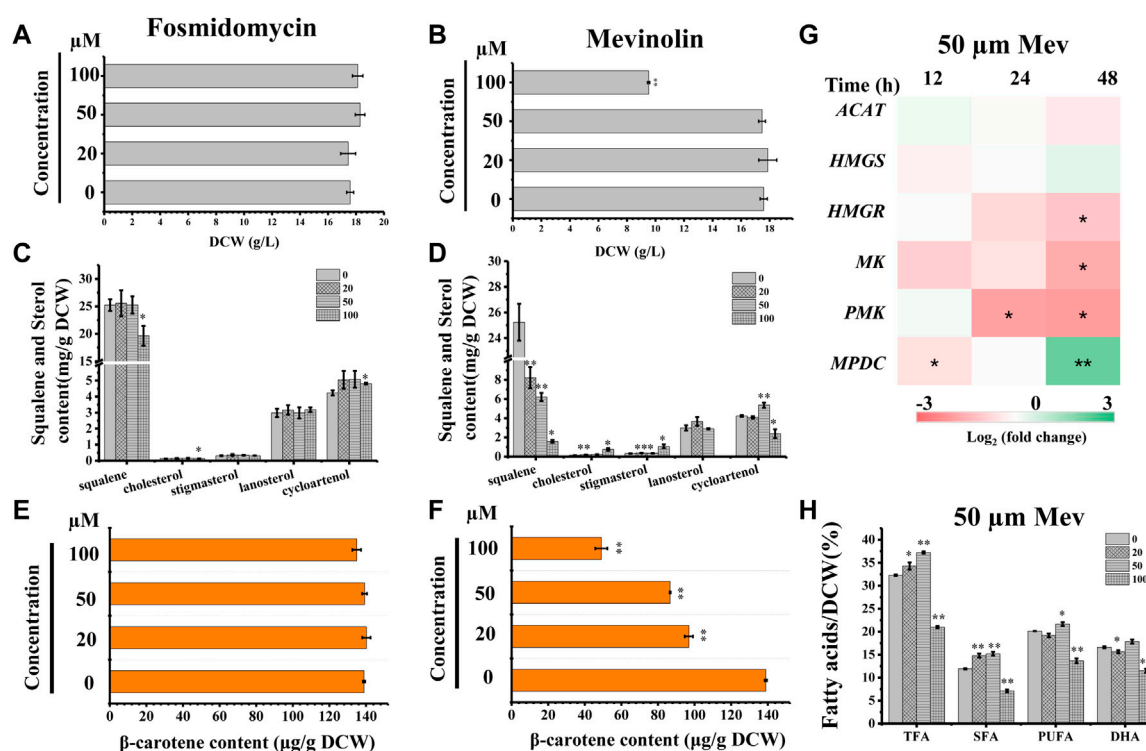 A
Fosmidomycin
µM
Concentration
100
50
20
0
0 2 4 6 8 10 12 14 16 18 20
DCW (g/L)
B
Mevinolin
µM
Concentration
100
**
50
20
0
0 2 4 6 8 10 12 14 16 18
DCW (g/L)
C
Squalene and Sterol
content(mg/g DCW)
30
25
20
15
5
4
3
2
1
0
0
20
50
100
*
*
*
squalene cholesterol stigmasterol lanosterol cycloartenol
D
Squalene and Sterol
content(mg/g DCW)
30
28
26
24
8
6
4
2
0
0
20
50
100
** ** * ** * *** * ** *
squalene cholesterol stigmasterol lanosterol cycloartenol
E
µM
Concentration
100
50
20
0
0 20 40 60 80 100 120 140
β-carotene content (µg/g DCW)
F
µM
Concentration
100
**
50
**
20
**
0
0 20 40 60 80 100 120 140
β-carotene content (µg/g DCW)
G
50 µm Mev
Time (h) 12 24 48
ACAT
HMGS
HMGR *
MK *
PMK * *
MPDC * **
-3 0 3
Log2 (fold change)
H
50 µm Mev
Fatty acids/DCW(%)
40
35
30
25
20
15
10
5
0
0
20
50
100
* ** ** ** ** ** * ** * *
TFA SFA PUFA DHA